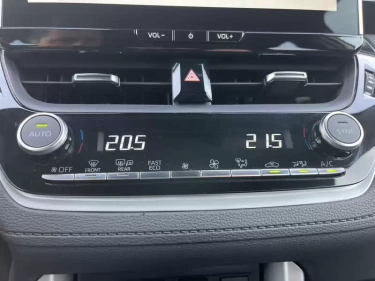 VOL− VOL+
AUTO 20.5 21.5 SYNC
OFF FRONT REAR FAST ECO A/C